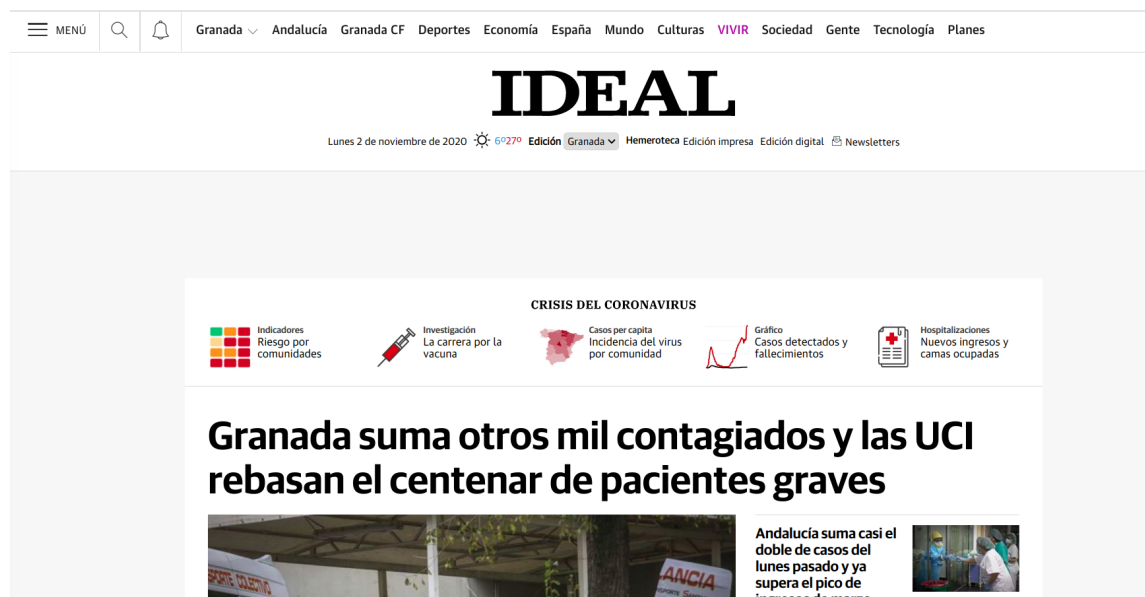 MENÚ
Granada Andalucía Granada CF Deportes Economía España Mundo Culturas VIVIR Sociedad Gente Tecnología Planes
IDEAL
Lunes 2 de noviembre de 2020 6º27º Edición Granada Hemeroteca Edición impresa Edición digital Newsletters
CRISIS DEL CORONAVIRUS
Indicadores
Riesgo por
comunidades
Investigación
La carrera por la
vacuna
Casos per capita
Incidencia del virus
por comunidad
Gráfico
Casos detectados y
fallecimientos
Hospitalizaciones
Nuevos ingresos y
camas ocupadas
Granada suma otros mil contagiados y las UCI
rebasan el centenar de pacientes graves
Andalucía suma casi el
doble de casos del
lunes pasado y ya
supera el pico de
ingresos de marzo
COLECTIVO